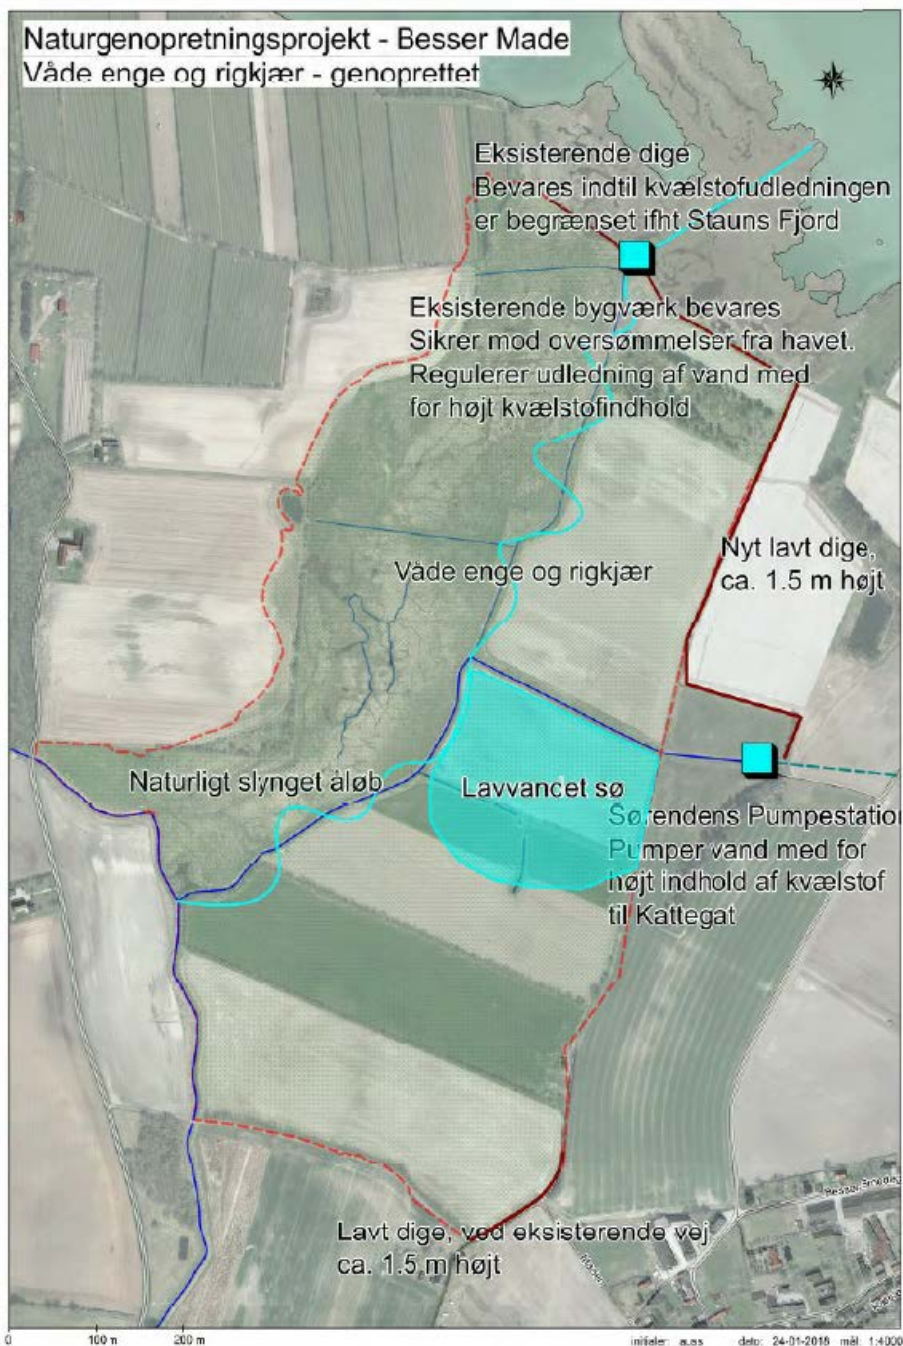 Naturgenopretningsprojekt - Besser Made
Våde enge og rigkjær - genoprettet
Eksisterende dige
Bevares indtil kvælstofudledningen
er begrænset ifht Stauns Fjord
Eksisterende bygværk bevares
Sikrer mod oversømmelser fra havet.
Regulerer udledning af vand med
for højt kvælstofindhold
Nyt lavt dige,
ca. 1.5 m højt
Våde enge og rigkjær
Naturligt slynget åløb
Lavvancet sø
Sørendens Pumpestation
Pumper vand med for
højt indhold af kvælstof
til Kattegat
Lavt dige, ved eksisterende vej
ca. 1.5 m højt
0 100 m 200 m
initialer: a.as dato: 24-01-2018 mål: 1:4000